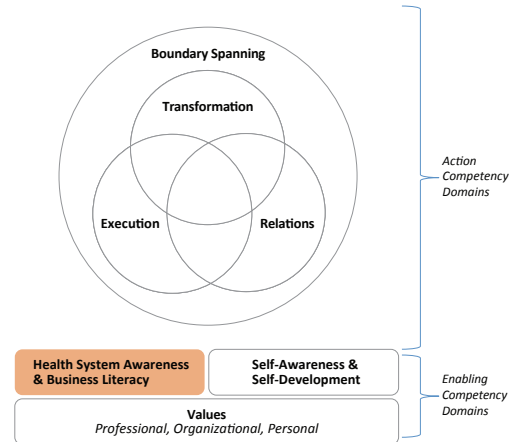 Boundary Spanning
Transformation
Execution
Relations
Action
Competency
Domains
Health System Awareness
& Business Literacy
Self-Awareness &
Self-Development
Values
Professional, Organizational, Personal
Enabling
Competency
Domains